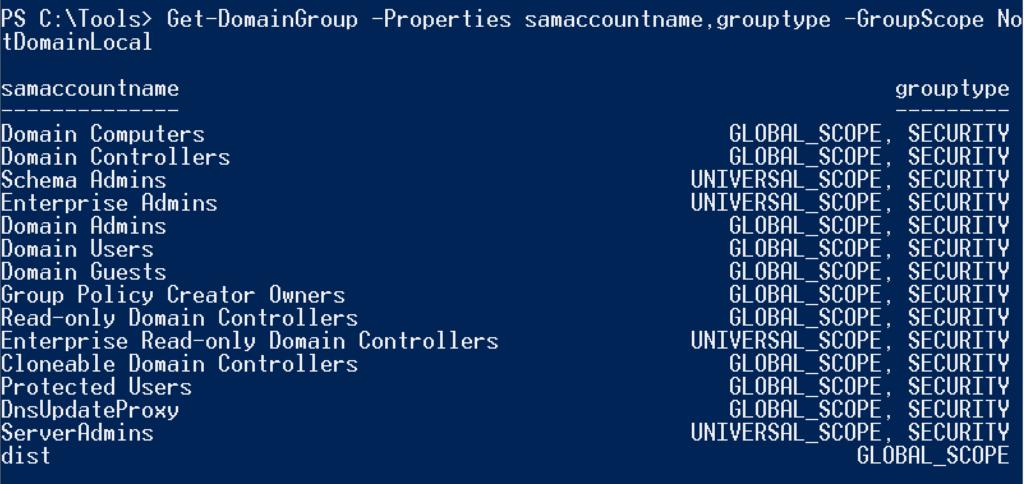 PS C:\Tools> Get-DomainGroup -Properties samaccountname,grouptype -GroupScope No
tDomainLocal
samaccountname grouptype
-------------- ---------
Domain Computers GLOBAL_SCOPE, SECURITY
Domain Controllers GLOBAL_SCOPE, SECURITY
Schema Admins UNIVERSAL_SCOPE, SECURITY
Enterprise Admins UNIVERSAL_SCOPE, SECURITY
Domain Admins GLOBAL_SCOPE, SECURITY
Domain Users GLOBAL_SCOPE, SECURITY
Domain Guests GLOBAL_SCOPE, SECURITY
Group Policy Creator Owners GLOBAL_SCOPE, SECURITY
Read-only Domain Controllers GLOBAL_SCOPE, SECURITY
Enterprise Read-only Domain Controllers UNIVERSAL_SCOPE, SECURITY
Cloneable Domain Controllers GLOBAL_SCOPE, SECURITY
Protected Users GLOBAL_SCOPE, SECURITY
DnsUpdateProxy GLOBAL_SCOPE, SECURITY
ServerAdmins UNIVERSAL_SCOPE, SECURITY
dist GLOBAL_SCOPE